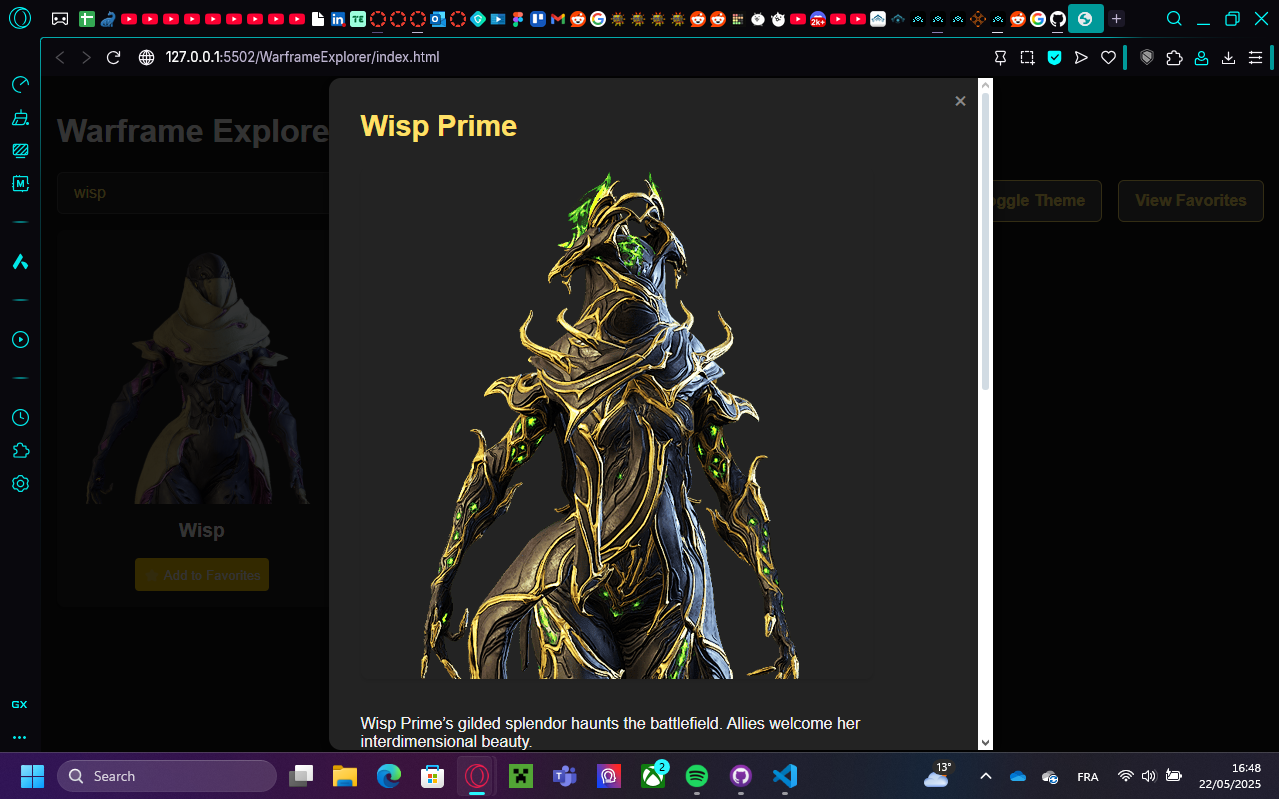 TE
2K+
127.0.0.1:5502/WarframeExplorer/index.html
M
Warframe Explore
Wisp Prime
×
wisp
oggle Theme
View Favorites
Wisp
Add to Favorites
Wisp Prime's gilded splendor haunts the battlefield. Allies welcome her
interdimensional beauty.
GX
Search
2
13°
FRA
16:48
22/05/2025